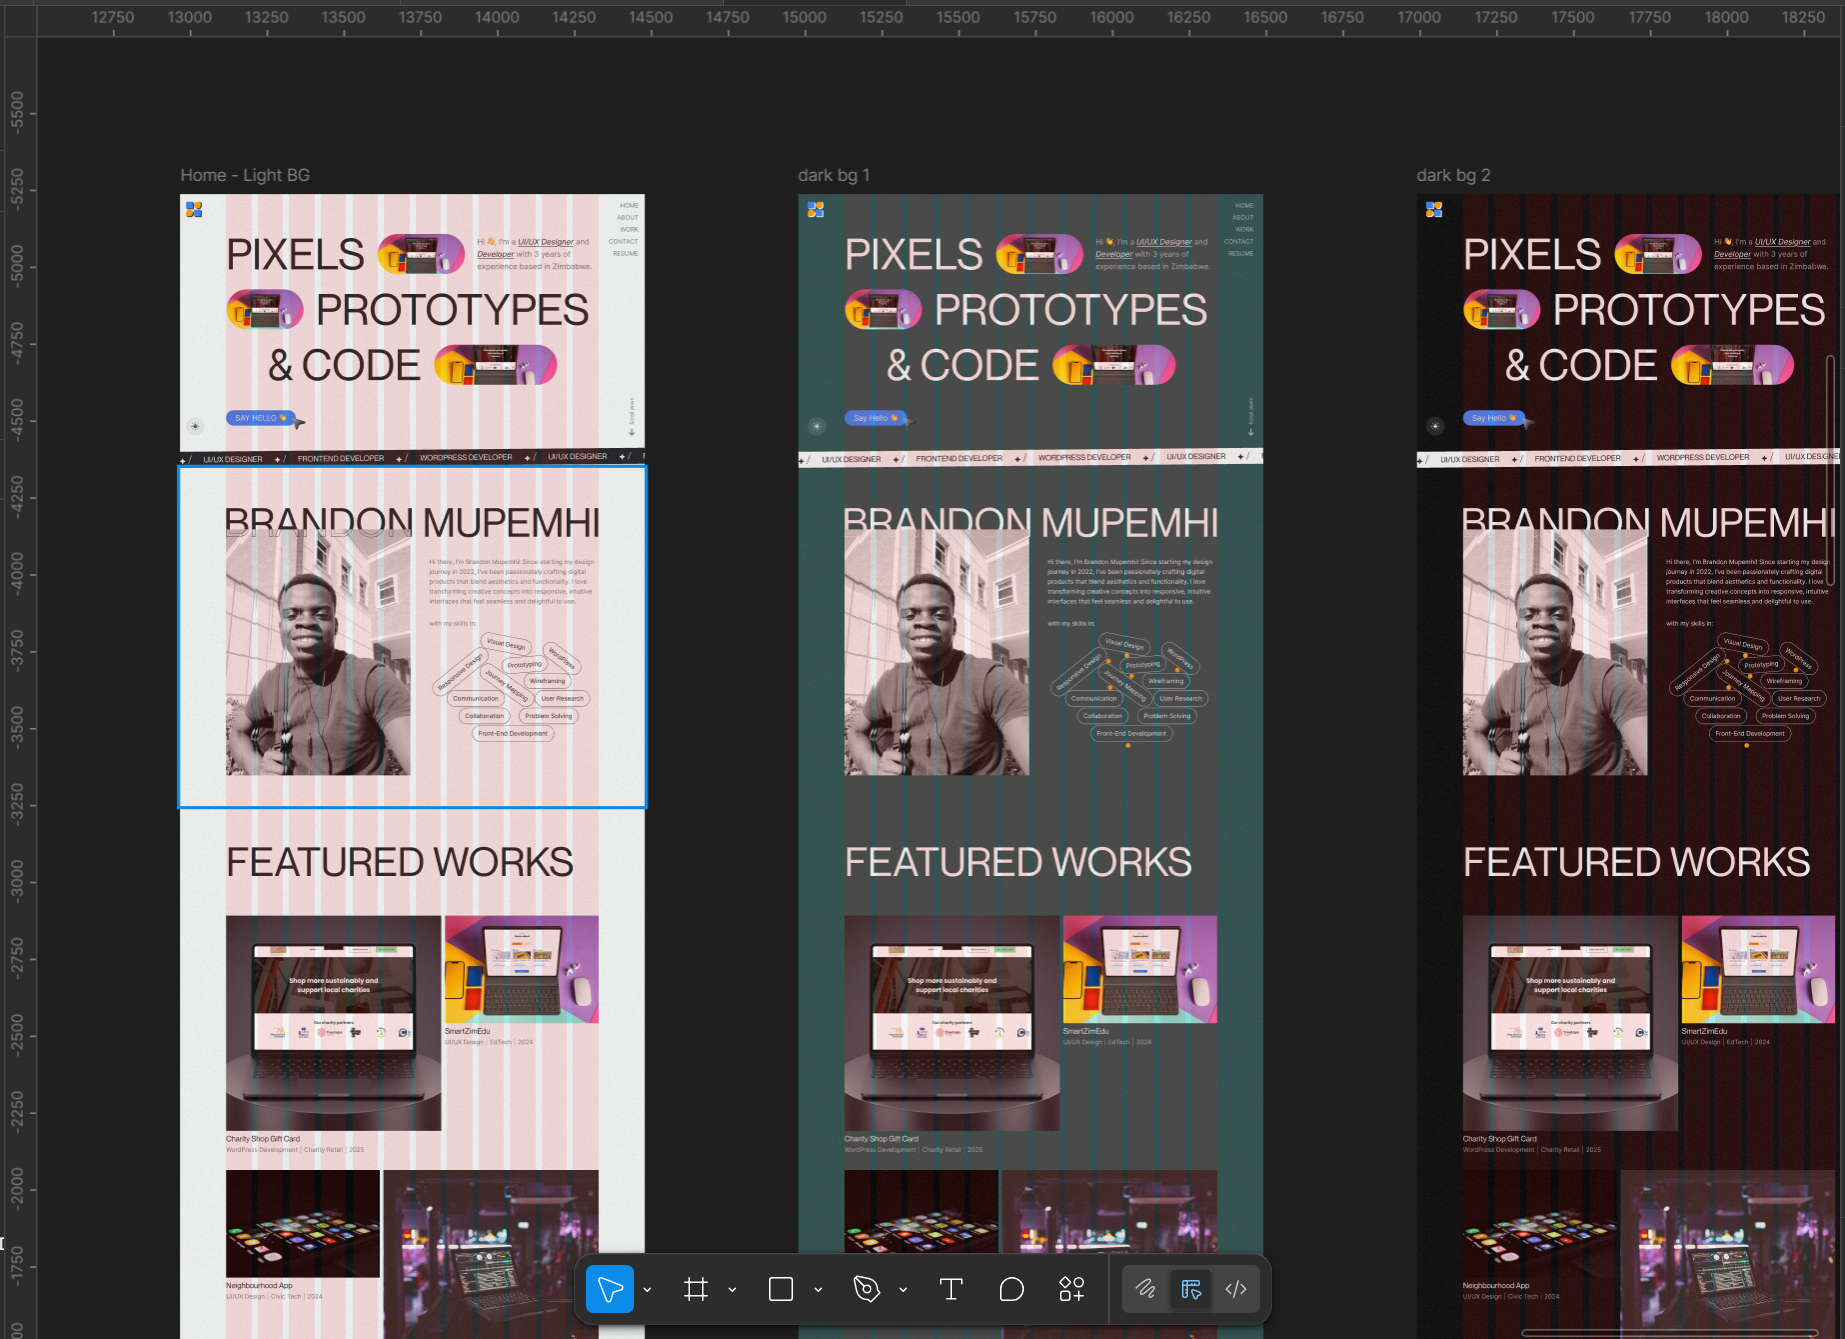 12750 13000 13250 13500 13750 14000 14250 14500 14750 15000 15250 15500 15750 16000 16250 16500 16750 17000 17250 17500 17750 18000 18250
-5500
-5250
-5000
-4750
-4500
-4250
-4000
-3750
-3500
-3250
-3000
-2750
-2500
-2250
-2000
-1750
Home - Light BG
HOME
ABOUT
WORK
CONTACT
RESUME
PIXELS
Hi 👋, I'm a UI/UX Designer and
Developer with 3 years of
experience based in Zimbabwe.
PROTOTYPES
& CODE
SAY HELLO 👋
Scroll down
UI/UX DESIGNER FRONTEND DEVELOPER WORDPRESS DEVELOPER UI/UX DESIGNER
BRANDON MUPEMHI
Hi there, I'm Brandon Mupemhi! Since starting my design
journey in 2022, I've been passionately crafting digital
products that blend aesthetics and functionality. I love
transforming creative concepts into responsive, intuitive
interfaces that feel seamless and delightful to use.
with my skills in:
Visual Design
WordPress
Responsive Design
Prototyping
Journey Mapping
Wireframing
Communication
User Research
Collaboration
Problem Solving
Front-End Development
FEATURED WORKS
Shop more sustainably and
support local charities
Our charity partners
SmartZimEdu
UI/UX Design | EdTech | 2024
Charity Shop Gift Card
WordPress Development | Charity Retail | 2025
Neighbourhood App
UI/UX Design | Civic Tech | 2024
dark bg 1
HOME
ABOUT
WORK
CONTACT
RESUME
PIXELS
Hi 👋, I'm a UI/UX Designer and
Developer with 3 years of
experience based in Zimbabwe.
PROTOTYPES
& CODE
Say Hello 👋
Scroll down
UI/UX DESIGNER FRONTEND DEVELOPER WORDPRESS DEVELOPER UI/UX DESIGNER
BRANDON MUPEMHI
Hi there, I'm Brandon Mupemhi! Since starting my design
journey in 2022, I've been passionately crafting digital
products that blend aesthetics and functionality. I love
transforming creative concepts into responsive, intuitive
interfaces that feel seamless and delightful to use.
with my skills in:
Visual Design
WordPress
Responsive Design
Prototyping
Journey Mapping
Wireframing
Communication
User Research
Collaboration
Problem Solving
Front-End Development
FEATURED WORKS
Shop more sustainably and
support local charities
Our charity partners
SmartZimEdu
UI/UX Design | EdTech | 2024
Charity Shop Gift Card
WordPress Development | Charity Retail | 2025
dark bg 2
PIXELS
Hi 👋, I'm a UI/UX Designer and
Developer with 3 years of
experience based in Zimbabwe.
PROTOTYPES
& CODE
Say Hello 👋
UI/UX DESIGNER FRONTEND DEVELOPER WORDPRESS DEVELOPER UI/UX DESIGNE
BRANDON MUPEMHI
Hi there, I'm Brandon Mupemhi! Since starting my design
journey in 2022, I've been passionately crafting digital
products that blend aesthetics and functionality. I love
transforming creative concepts into responsive, intuitive
interfaces that feel seamless and delightful to use.
with my skills in:
Visual Design
WordPress
Responsive Design
Prototyping
Journey Mapping
Wireframing
Communication
User Research
Collaboration
Problem Solving
Front-End Development
FEATURED WORKS
Shop more sustainably and
support local charities
Our charity partners
SmartZimEdu
UI/UX Design | EdTech | 2024
Charity Shop Gift Card
WordPress Development | Charity Retail | 2025
Neighbourhood App
UI/UX Design | Civic Tech | 2024